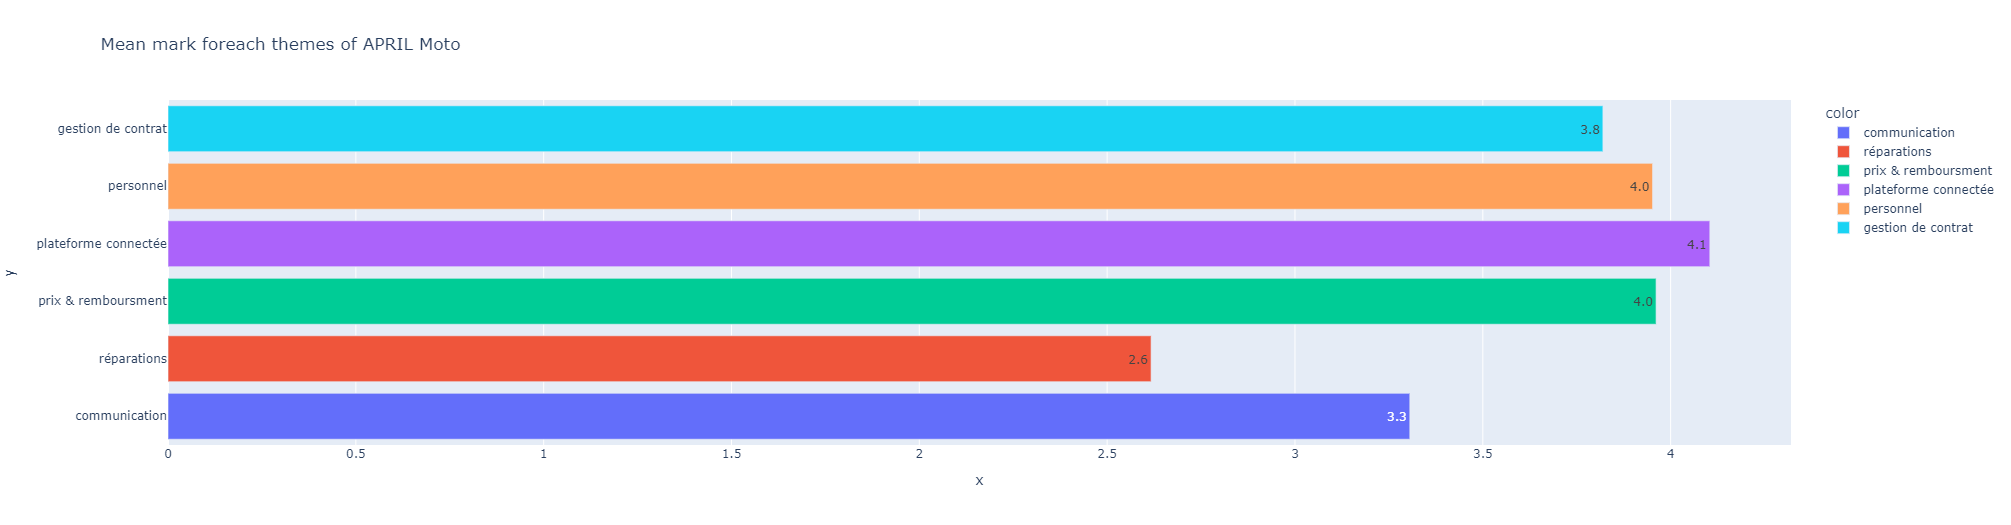 Mean mark foreach themes of APRIL Moto
gestion de contrat
3.8
personnel
4.0
plateforme connectée
4.1
prix & remboursment
4.0
réparations
2.6
communication
3.3
y
0 0.5 1 1.5 2 2.5 3 3.5 4
x
color
communication
réparations
prix & remboursment
plateforme connectée
personnel
gestion de contrat